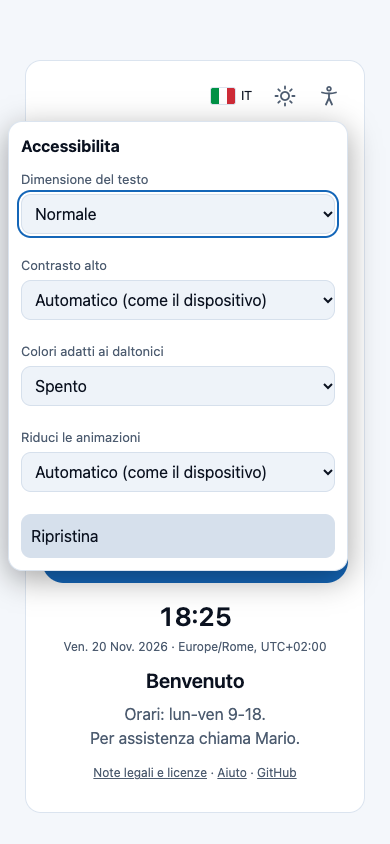 IT
Accessibilita
Dimensione del testo
Normale
Contrasto alto
Automatico (come il dispositivo)
Colori adatti ai daltonici
Spento
Riduci le animazioni
Automatico (come il dispositivo)
Ripristina
18:25
Ven. 20 Nov. 2026 · Europe/Rome, UTC+02:00
Benvenuto
Orari: lun-ven 9-18.
Per assistenza chiama Mario.
Note legali e licenze · Aiuto · GitHub